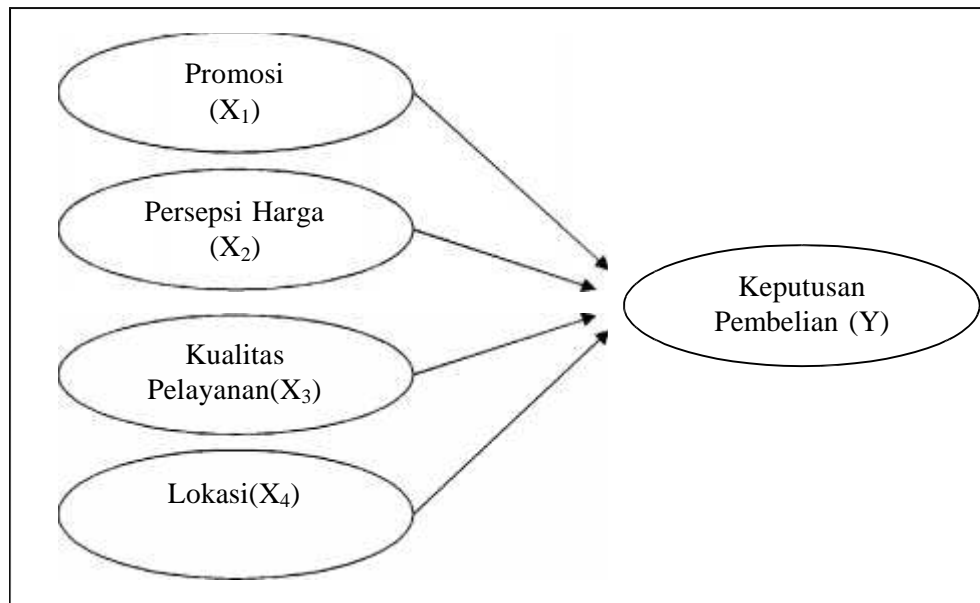 Promosi
(X₁)
Persepsi Harga
(X₂)
Kualitas
Pelayanan(X₃)
Lokasi(X₄)
Keputusan
Pembelian (Y)